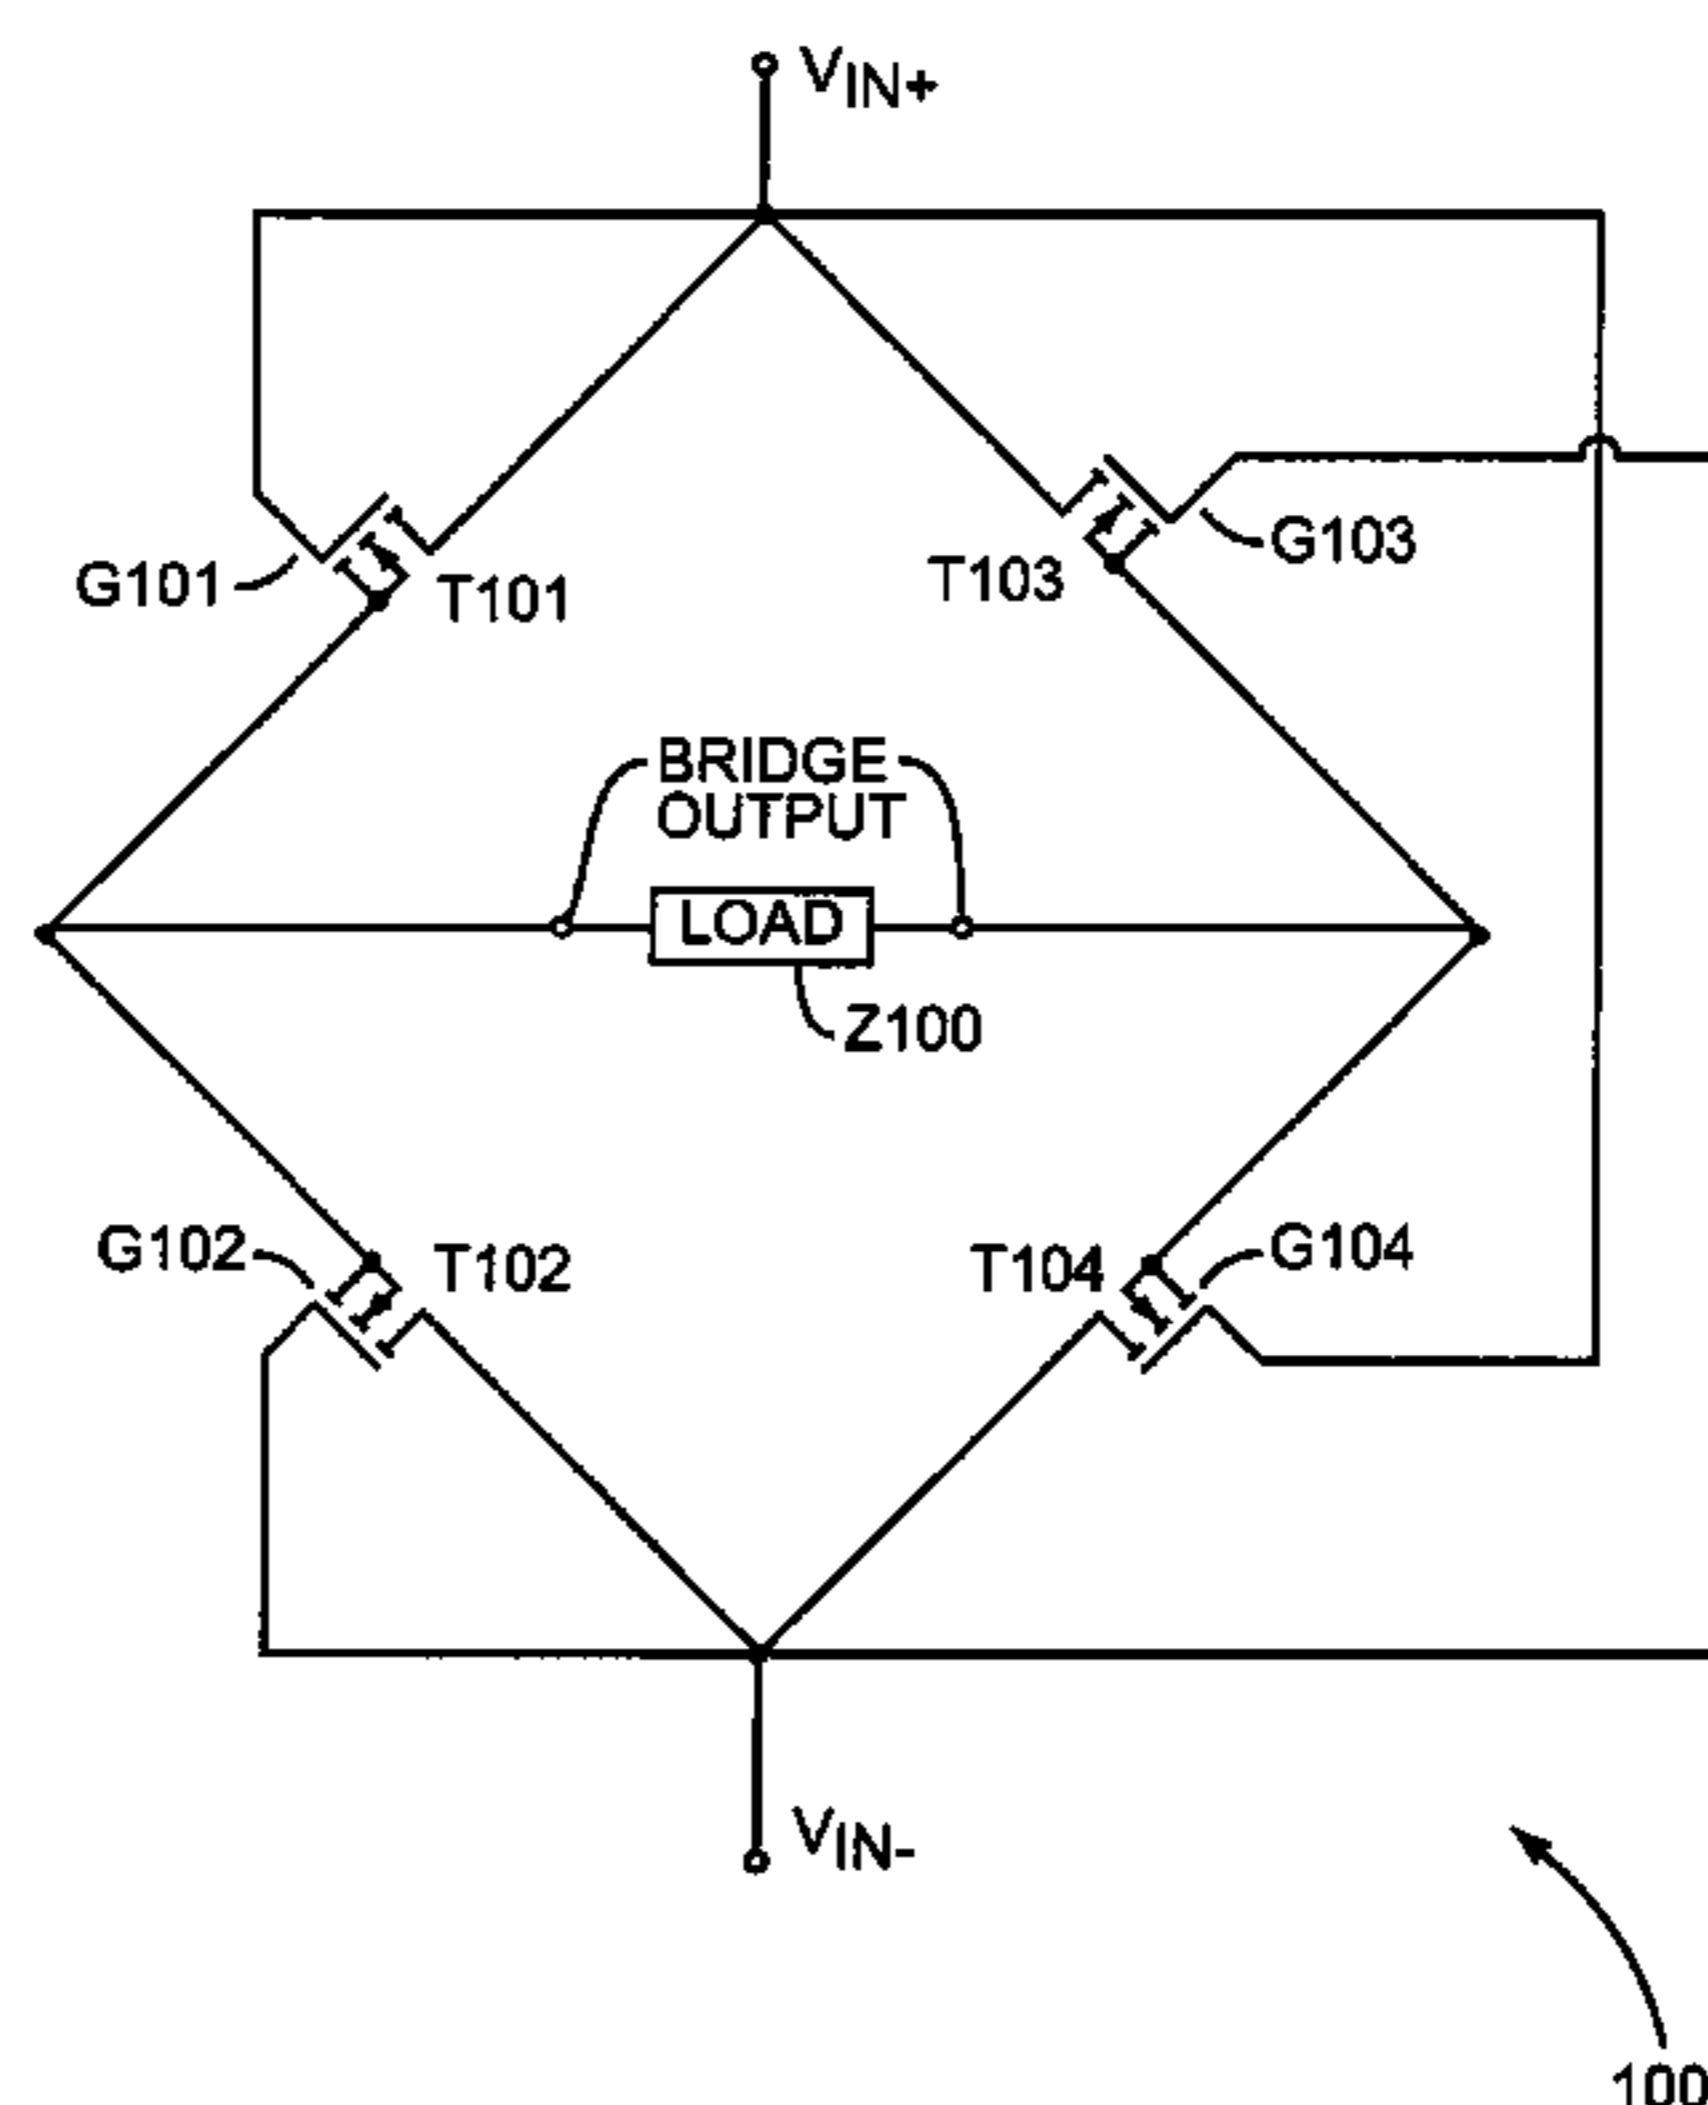 VIN+
G101
T101
T103
G103
BRIDGE
OUTPUT
LOAD
Z100
G102
T102
T104
G104
VIN-
100